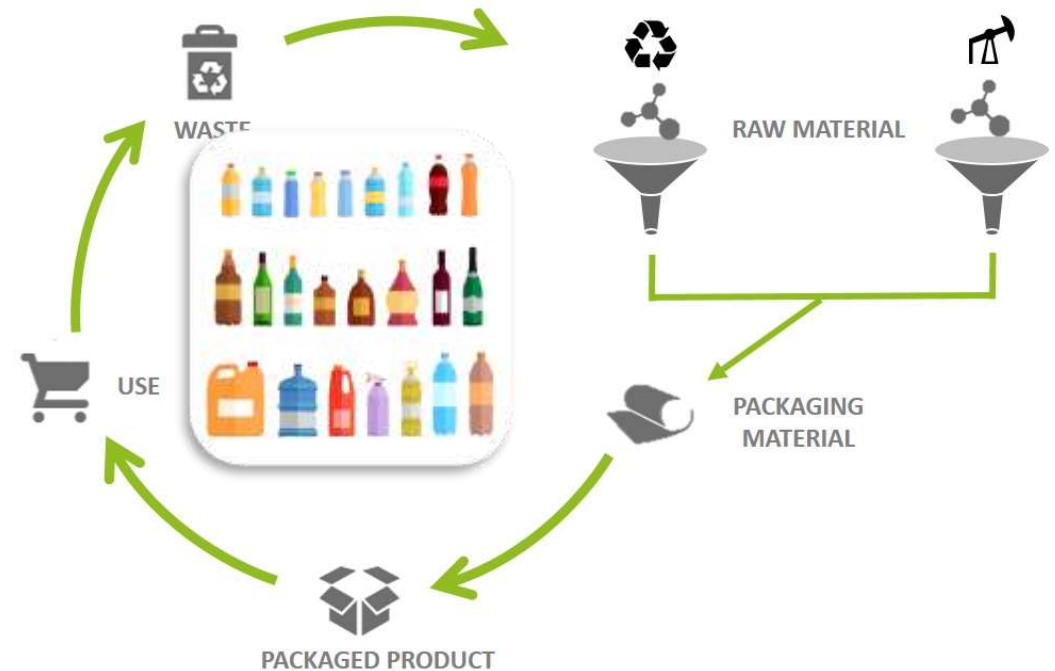 WASTE
RAW MATERIAL
USE
PACKAGING
MATERIAL
PACKAGED PRODUCT